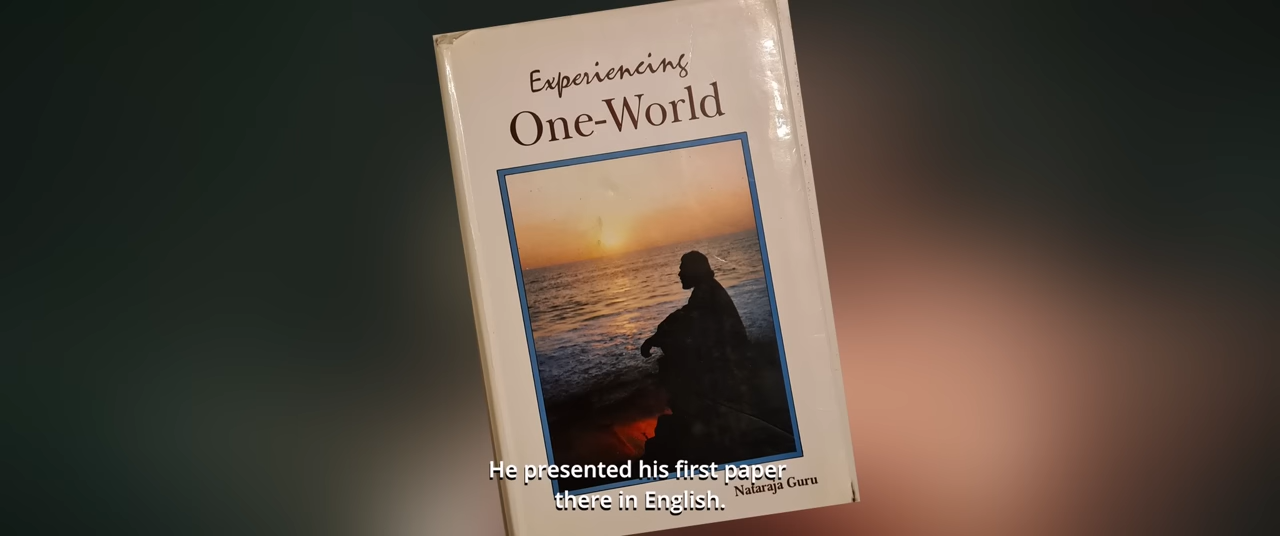 Experiencing
One-World
He presented his first paper
there in English.
Nataraja Guru